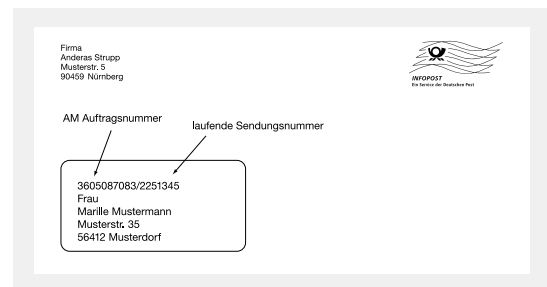 Firma
Anderas Strupp
Musterstr. 5
90459 Nürnberg
INFOPOST
Ein Service der Deutschen Post
AM Auftragsnummer
laufende Sendungsnummer
3605087083/2251345
Frau
Marille Mustermann
Musterstr. 35
56412 Musterdorf